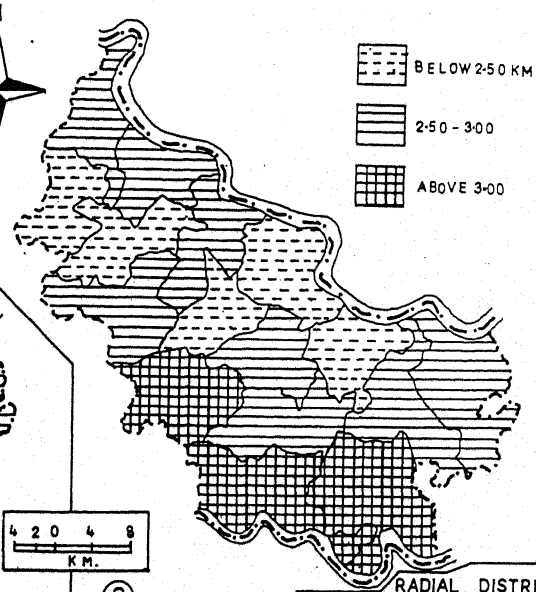 BELOW 2·50 KM
2·50 - 3·00
ABOVE 3·00
4 2 0 4 8
KM.
RADIAL DISTRI